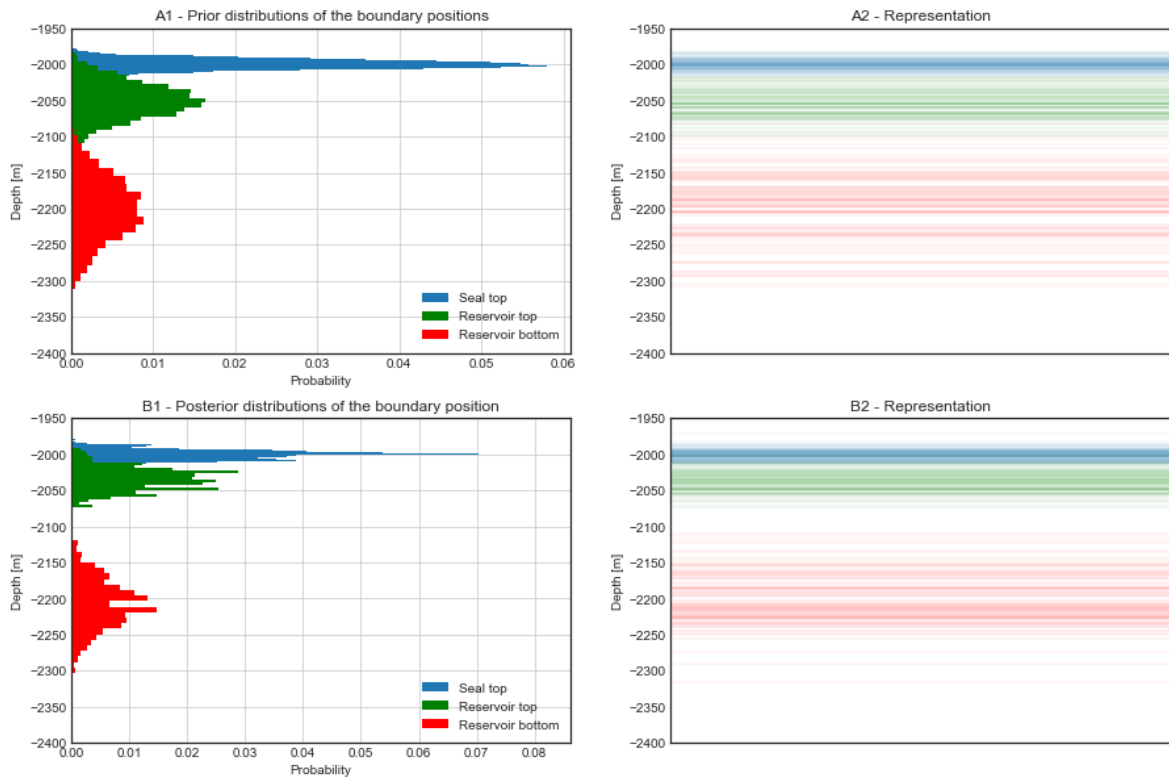 A1 - Prior distributions of the boundary positions
−1950
−2000
−2050
−2100
−2150
−2200
−2250
−2300
−2350
−2400
Depth [m]
0.00 0.01 0.02 0.03 0.04 0.05 0.06
Probability
Seal top
Reservoir top
Reservoir bottom
A2 - Representation
−1950
−2000
−2050
−2100
−2150
−2200
−2250
−2300
−2350
−2400
Depth [m]
B1 - Posterior distributions of the boundary position
−1950
−2000
−2050
−2100
−2150
−2200
−2250
−2300
−2350
−2400
Depth [m]
0.00 0.01 0.02 0.03 0.04 0.05 0.06 0.07 0.08
Probability
Seal top
Reservoir top
Reservoir bottom
B2 - Representation
−1950
−2000
−2050
−2100
−2150
−2200
−2250
−2300
−2350
−2400
Depth [m]